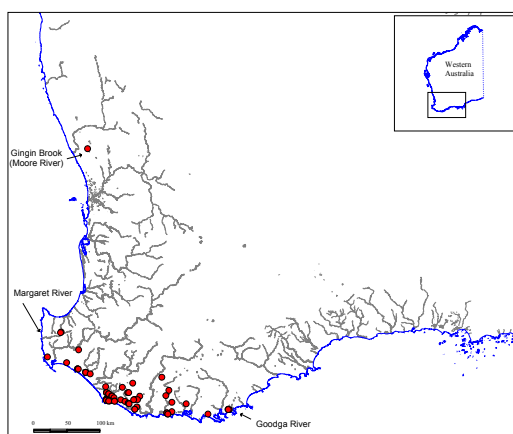 Western
Australia
Gingin Brook
(Moore River)
Margaret River
Goodga River
0 50 100 km